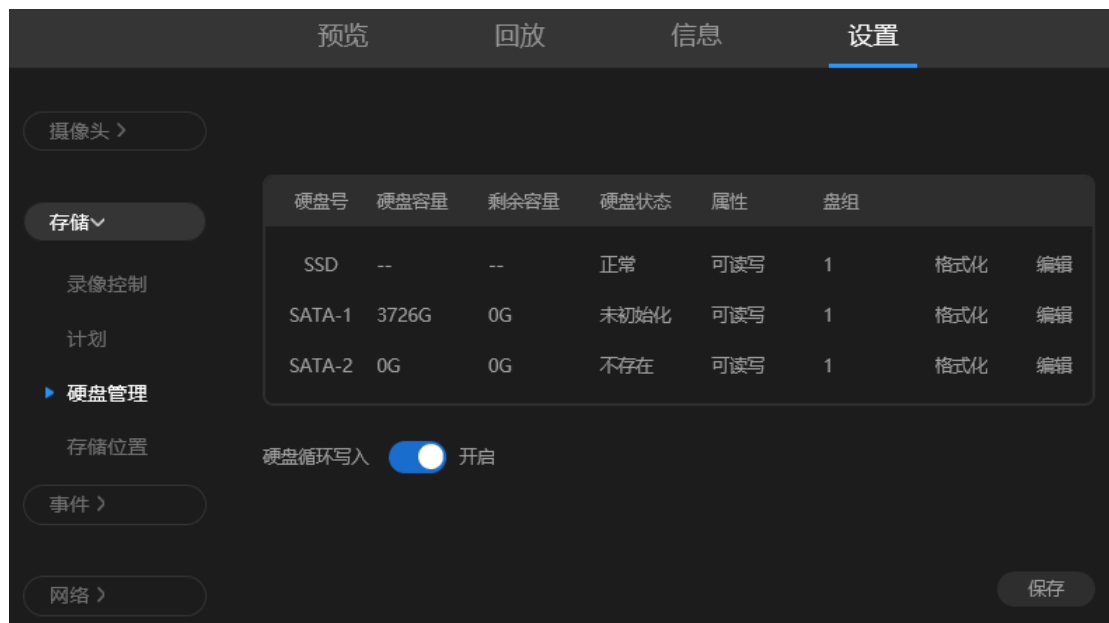 预览 回放 信息 设置
摄像头 >
存储
录像控制
计划
硬盘管理
存储位置
事件 >
网络 >
硬盘号 硬盘容量 剩余容量 硬盘状态 属性 盘组
SSD -- -- 正常 可读写 1 格式化 编辑
SATA-1 3726G 0G 未初始化 可读写 1 格式化 编辑
SATA-2 0G 0G 不存在 可读写 1 格式化 编辑
硬盘循环写入 开启
保存